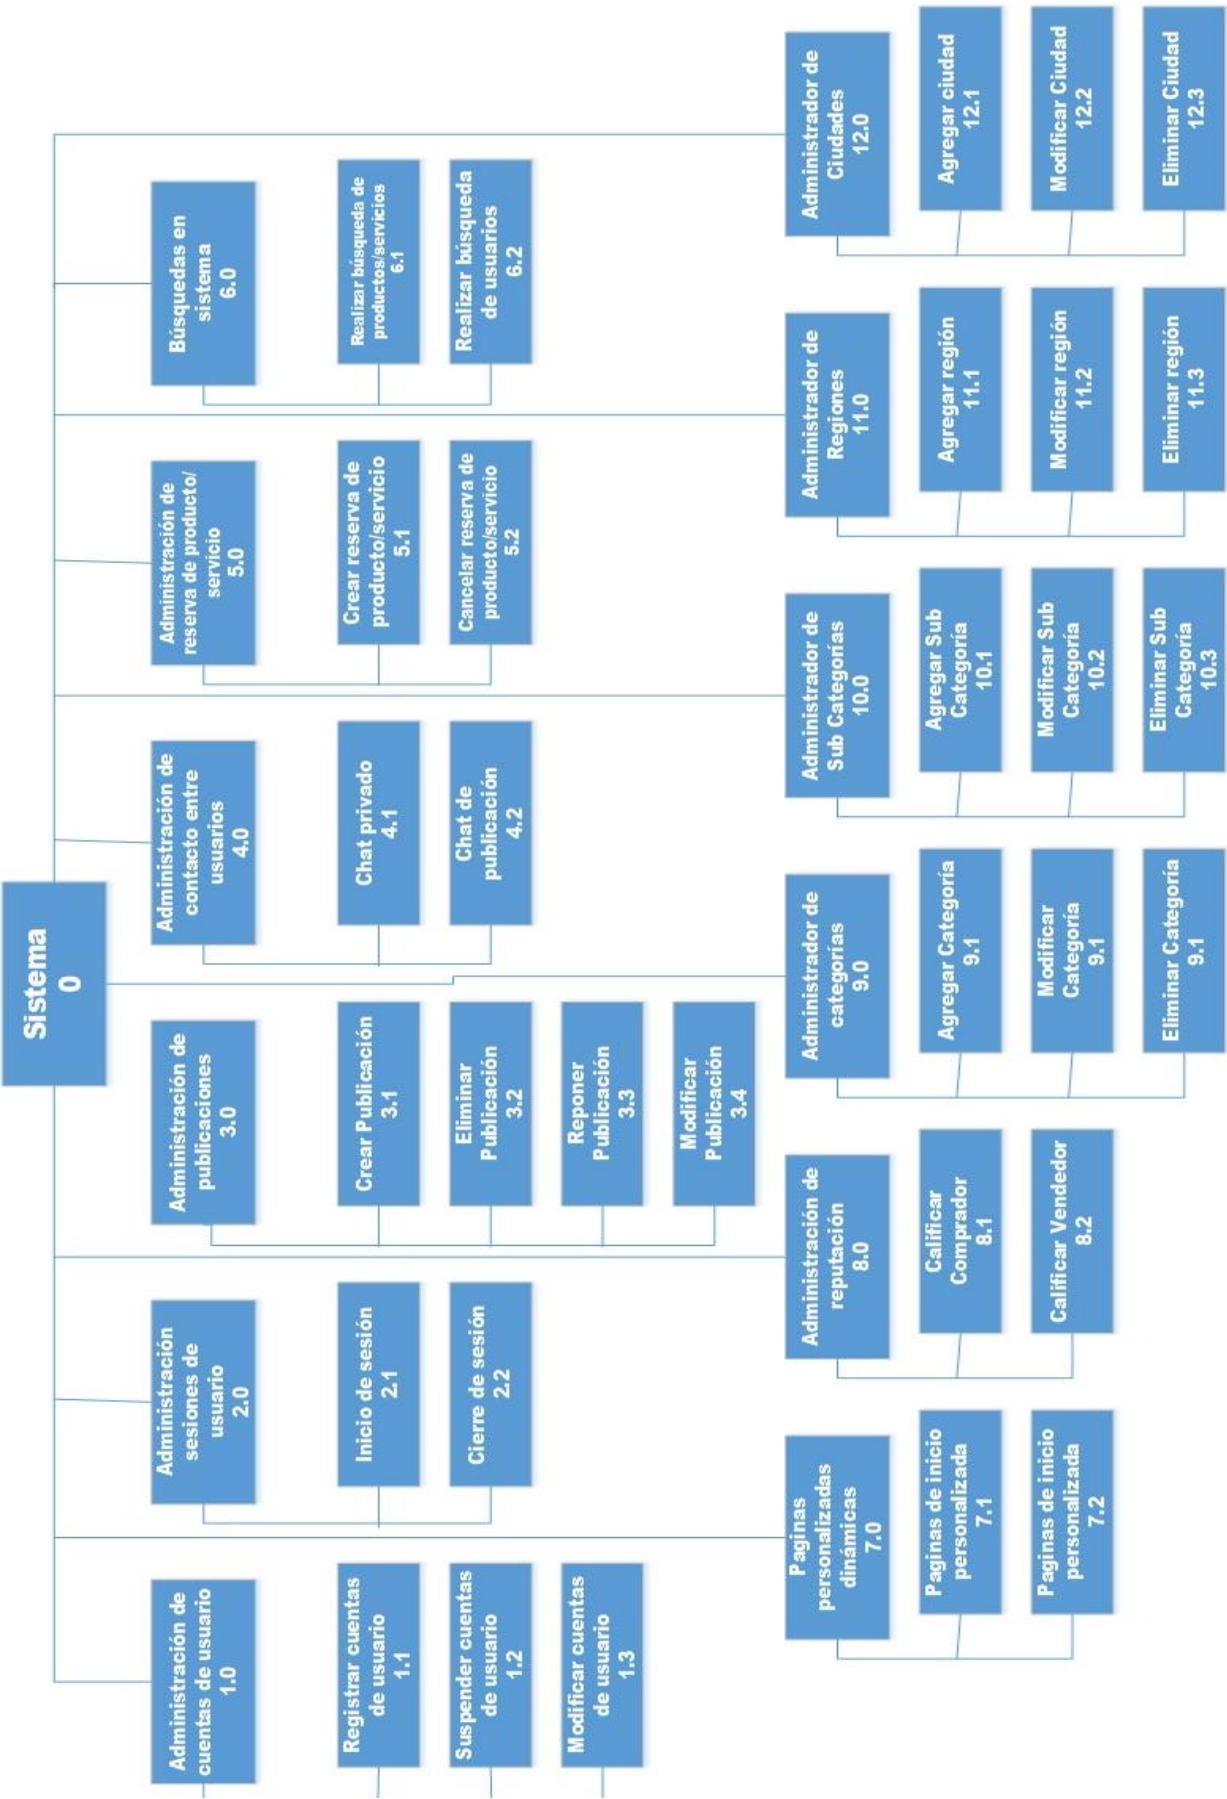 Sistema
0
Administración de
cuentas de usuario
1.0
Registrar cuentas
de usuario
1.1
Suspender cuentas
de usuario
1.2
Modificar cuentas
de usuario
1.3
Administración
sesiones de
usuario
2.0
Inicio de sesión
2.1
Cierre de sesión
2.2
Administración de
publicaciones
3.0
Crear Publicación
3.1
Eliminar
Publicación
3.2
Reponer
Publicación
3.3
Modificar
Publicación
3.4
Administración de
contacto entre
usuarios
4.0
Chat privado
4.1
Chat de
publicación
4.2
Administración de
reserva de producto/
servicio
5.0
Crear reserva de
producto/servicio
5.1
Cancelar reserva de
producto/servicio
5.2
Búsquedas en
sistema
6.0
Realizar búsqueda de
productos/servicios
6.1
Realizar búsqueda
de usuarios
6.2
Paginas
personalizadas
dinámicas
7.0
Paginas de inicio
personalizada
7.1
Paginas de inicio
personalizada
7.2
Administración de
reputación
8.0
Calificar
Comprador
8.1
Calificar Vendedor
8.2
Administrador de
categorías
9.0
Agregar Categoría
9.1
Modificar
Categoría
9.1
Eliminar Categoría
9.1
Administrador de
Sub Categorías
10.0
Agregar Sub
Categoría
10.1
Modificar Sub
Categoría
10.2
Eliminar Sub
Categoría
10.3
Administrador de
Regiones
11.0
Agregar región
11.1
Modificar región
11.2
Eliminar región
11.3
Administrador de
Ciudades
12.0
Agregar ciudad
12.1
Modificar Ciudad
12.2
Eliminar Ciudad
12.3